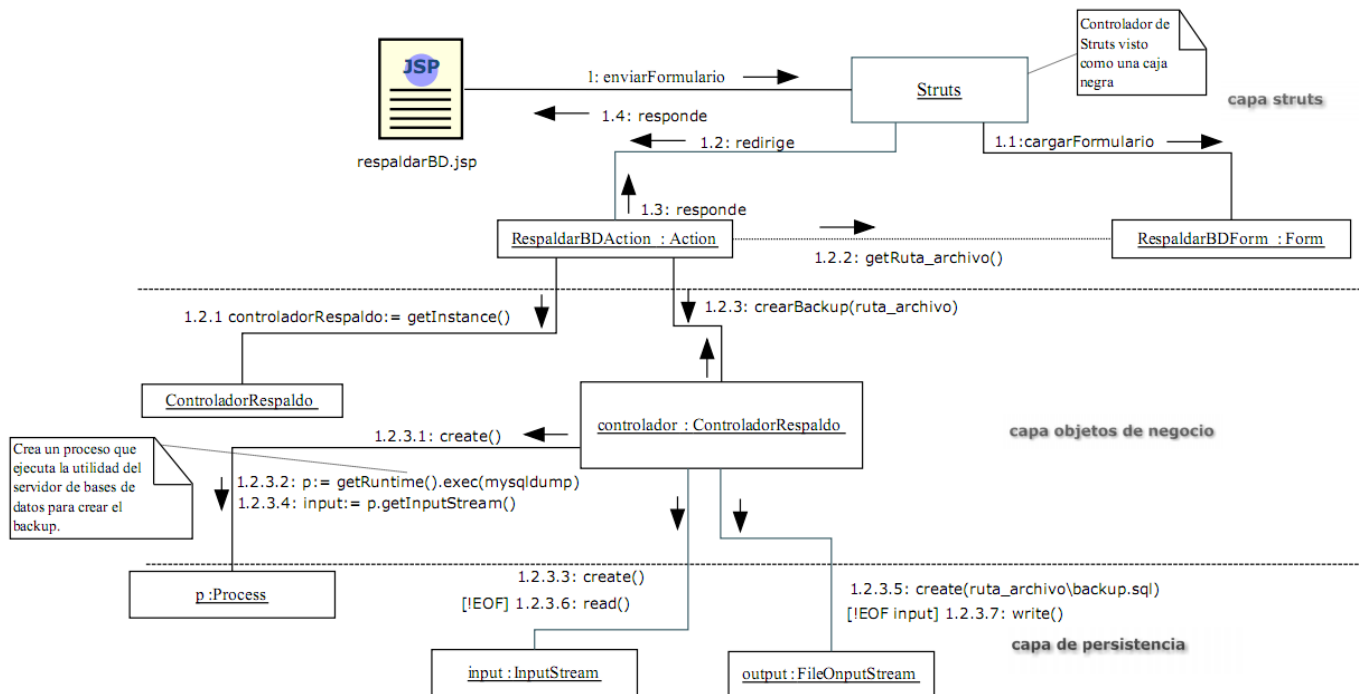 Controlador de
Struts visto
como una caja
negra
JSP
1: enviarFormulario
Struts
capa struts
1.4: responde
1.2: redirige
1.1:cargarFormulario
respaldarBD.jsp
1.3: responde
RespaldarBDAction : Action
RespaldarBDForm : Form
1.2.2: getRuta_archivo()
1.2.1 controladorRespaldo:= getInstance()
1.2.3: crearBackup(ruta_archivo)
ControladorRespaldo
controlador : ControladorRespaldo
capa objetos de negocio
1.2.3.1: create()
Crea un proceso que
ejecuta la utilidad del
servidor de bases de
datos para crear el
backup.
1.2.3.2: p:= getRuntime().exec(mysqldump)
1.2.3.4: input:= p.getInputStream()
p :Process
1.2.3.3: create()
[!EOF] 1.2.3.6: read()
1.2.3.5: create(ruta_archivo\backup.sql)
[!EOF input] 1.2.3.7: write()
capa de persistencia
input : InputStream
output : FileOnputStream